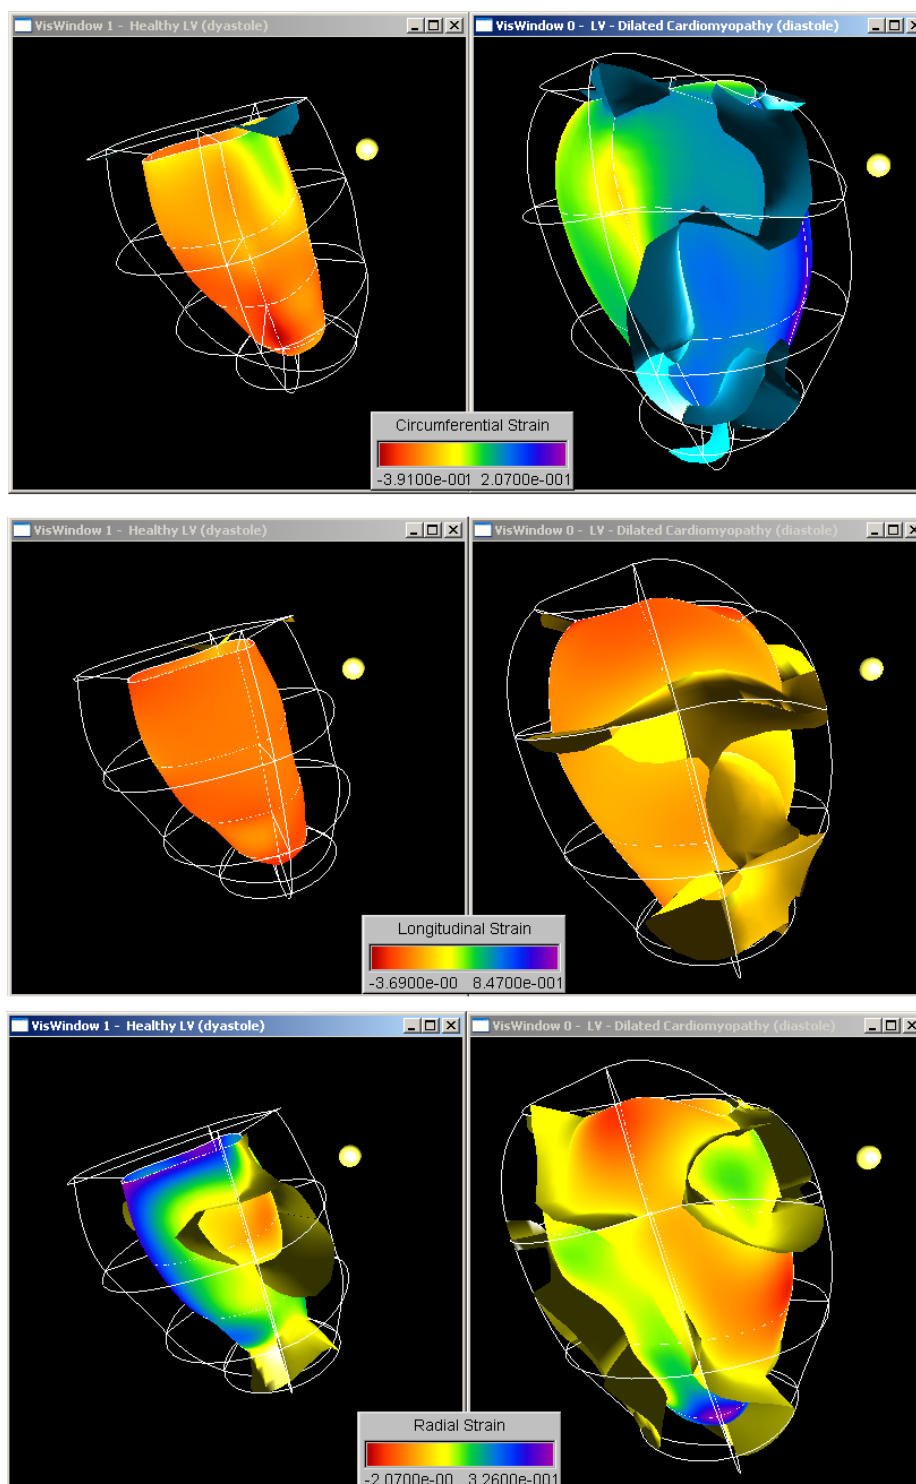 VisWindow 1 - Healthy LV (dyastole)
VisWindow 0 - LV - Dilated Cardiomyopathy (diastole)
Circumferential Strain
-3.9100e-001 2.0700e-001
VisWindow 1 - Healthy LV (dyastole)
VisWindow 0 - LV - Dilated Cardiomyopathy (diastole)
Longitudinal Strain
-3.6900e-00 8.4700e-001
VisWindow 1 - Healthy LV (dyastole)
VisWindow 0 - LV - Dilated Cardiomyopathy (diastole)
Radial Strain
-2.0700e-00 3.2600e-001